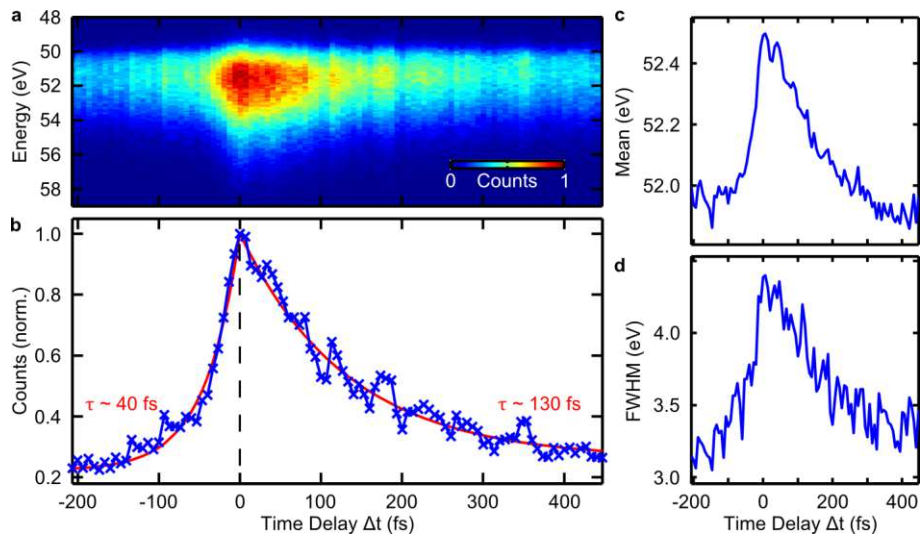 a
48
50
52
54
56
58
Energy (eV)
0 Counts 1
b
1.0
0.8
0.6
0.4
0.2
Counts (norm.)
τ ~ 40 fs
τ ~ 130 fs
-200 -100 0 100 200 300 400
Time Delay Δt (fs)
c
52.4
52.2
52.0
Mean (eV)
d
4.0
3.5
3.0
FWHM (eV)
-200 0 200 400
Time Delay Δt (fs)